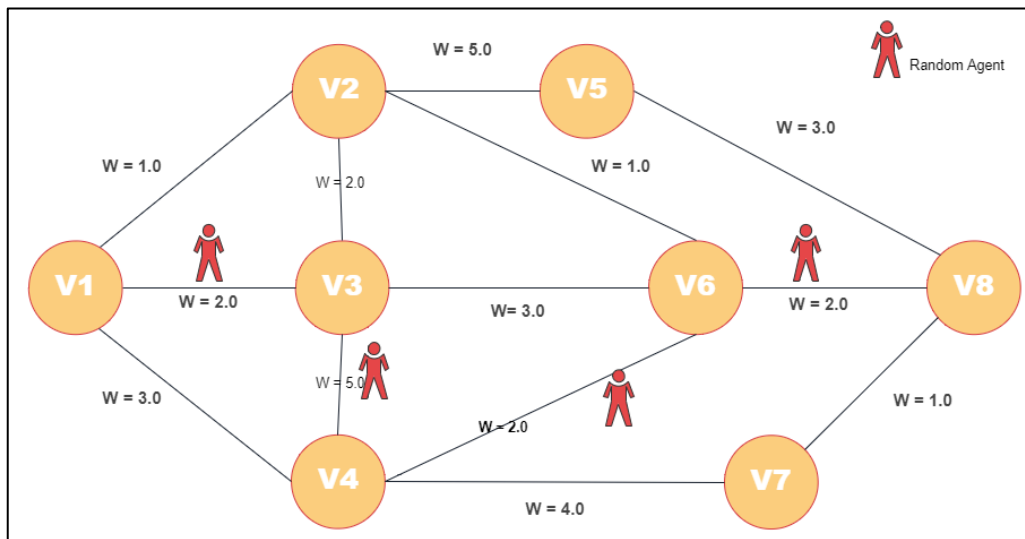 W = 5.0
Random Agent
V2
V5
W = 3.0
W = 1.0
W = 1.0
W = 2.0
V1
V3
V6
V8
W = 2.0
W= 3.0
W = 2.0
W = 5.0
W = 3.0
W = 1.0
W = 2.0
V4
V7
W = 4.0